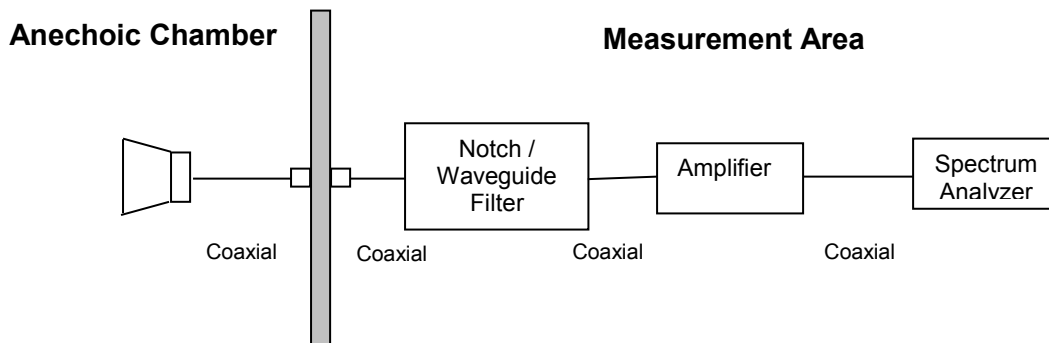 Anechoic Chamber
Measurement Area
Notch /
Waveguide
Filter
Amplifier
Spectrum
Analyzer
Coaxial
Coaxial
Coaxial
Coaxial